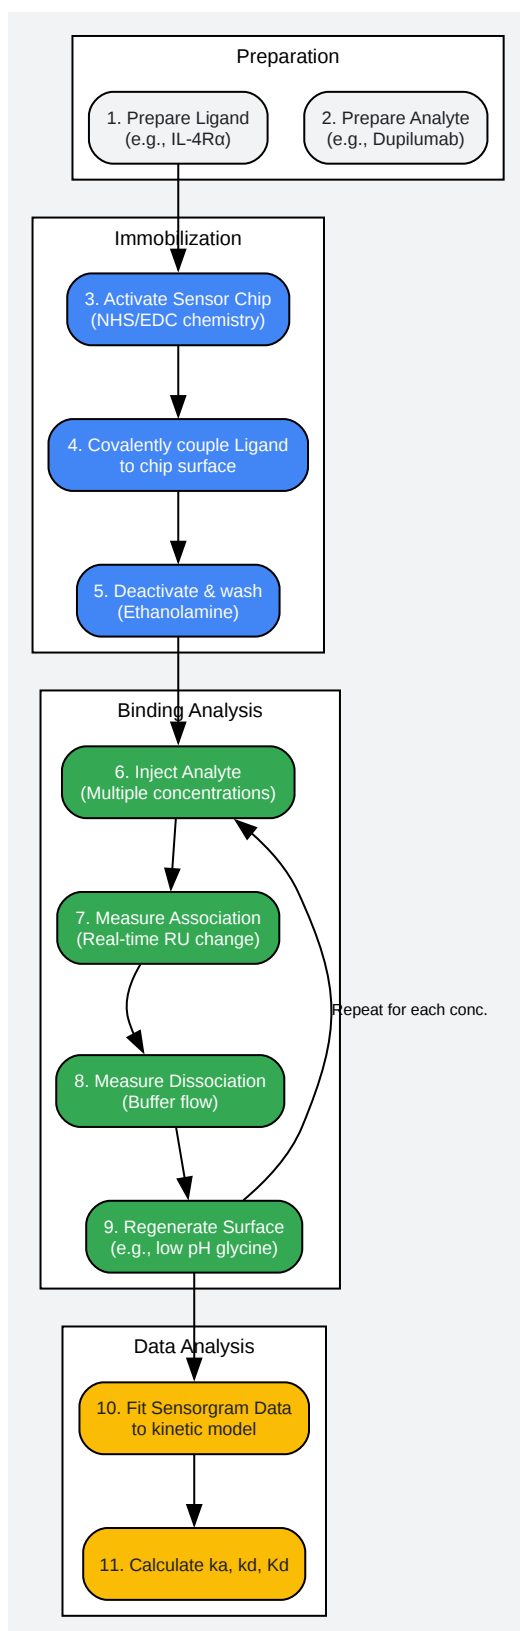 Preparation
1. Prepare Ligand
(e.g., IL-4Rα)
2. Prepare Analyte
(e.g., Dupilumab)
Immobilization
3. Activate Sensor Chip
(NHS/EDC chemistry)
4. Covalently couple Ligand
to chip surface
5. Deactivate & wash
(Ethanolamine)
Binding Analysis
6. Inject Analyte
(Multiple concentrations)
7. Measure Association
(Real-time RU change)
Repeat for each conc.
8. Measure Dissociation
(Buffer flow)
9. Regenerate Surface
(e.g., low pH glycine)
Data Analysis
10. Fit Sensorgram Data
to kinetic model
11. Calculate ka, kd, Kd